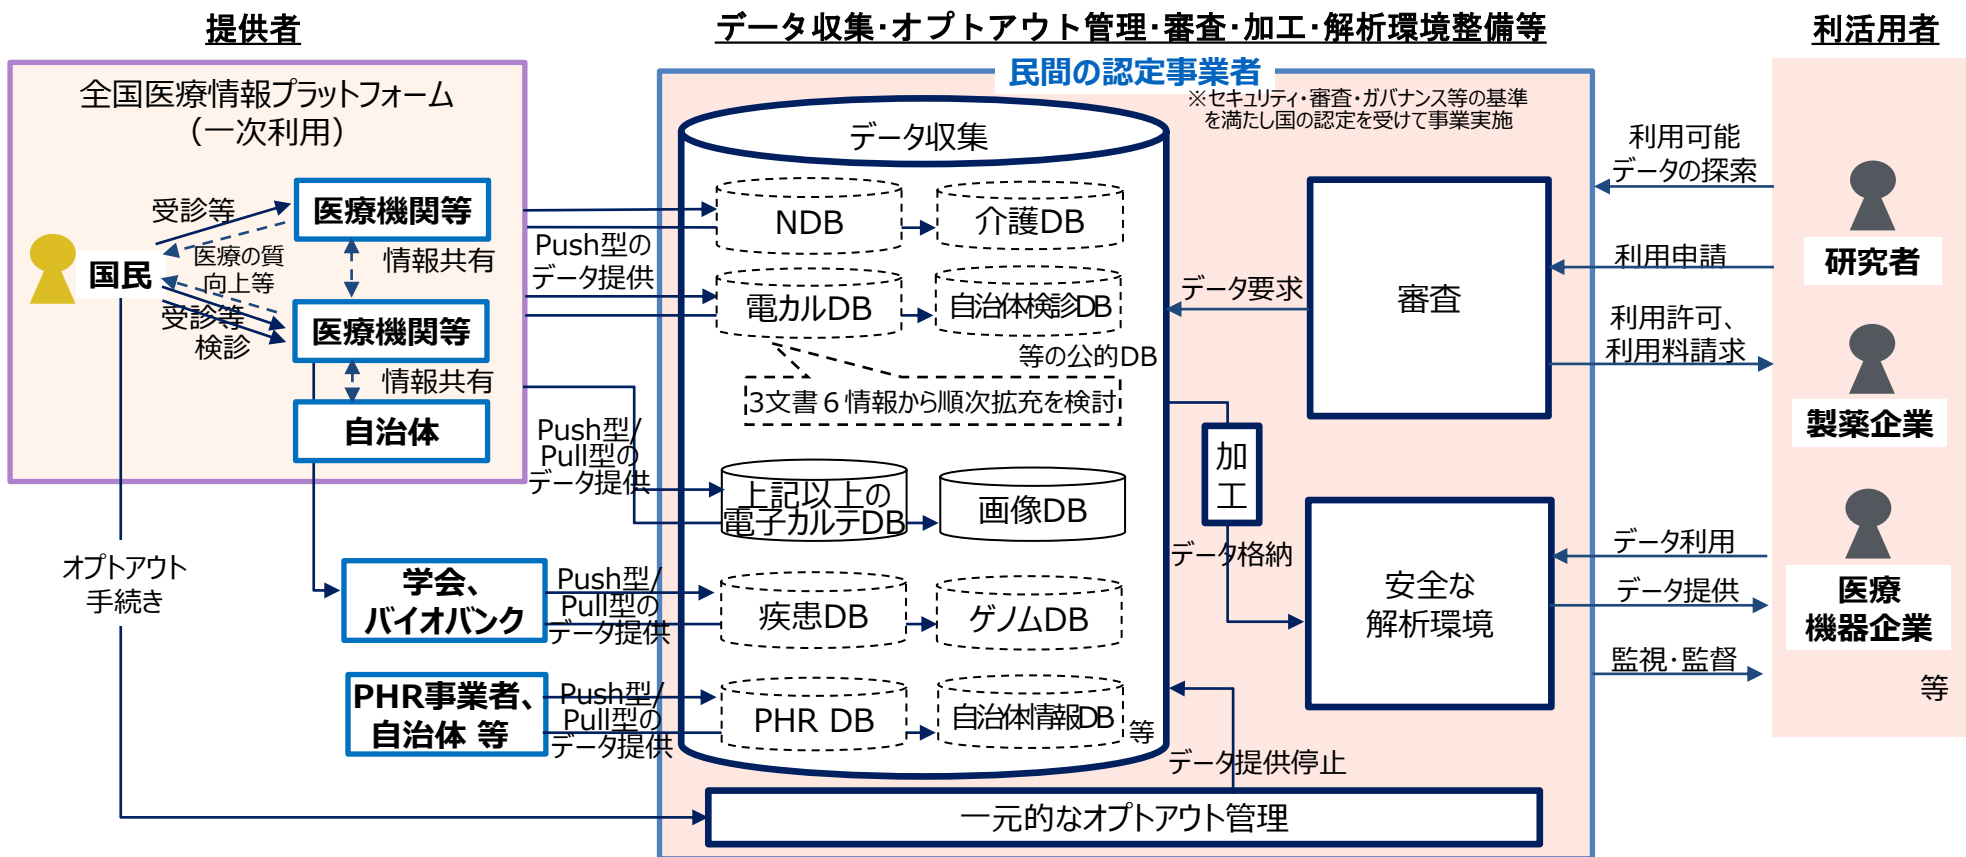 提供者
データ収集・オプトアウト管理・審査・加工・解析環境整備等
利活用者
全国医療情報プラットフォーム
（一次利用）
国民
受診等
医療の質
向上等
受診等
検診
医療機関等
情報共有
医療機関等
情報共有
自治体
オプトアウト
手続き
学会、
バイオバンク
PHR事業者、
自治体 等
Push型の
データ提供
Push型/
Pull型の
データ提供
Push型/
Pull型の
データ提供
Push型/
Pull型の
データ提供
民間の認定事業者
※セキュリティ・審査・ガバナンス等の基準
を満たし国の認定を受けて事業実施
データ収集
NDB
介護DB
電カルDB
自治体検診DB
等の公的DB
3文書６情報から順次拡充を検討
上記以上の
電子カルテDB
画像DB
疾患DB
ゲノムDB
PHR DB
自治体情報DB
等
データ要求
審査
加
工
データ格納
安全な
解析環境
データ提供停止
一元的なオプトアウト管理
利用可能
データの探索
利用申請
利用許可、
利用料請求
データ利用
データ提供
監視・監督
研究者
製薬企業
医療
機器企業
等